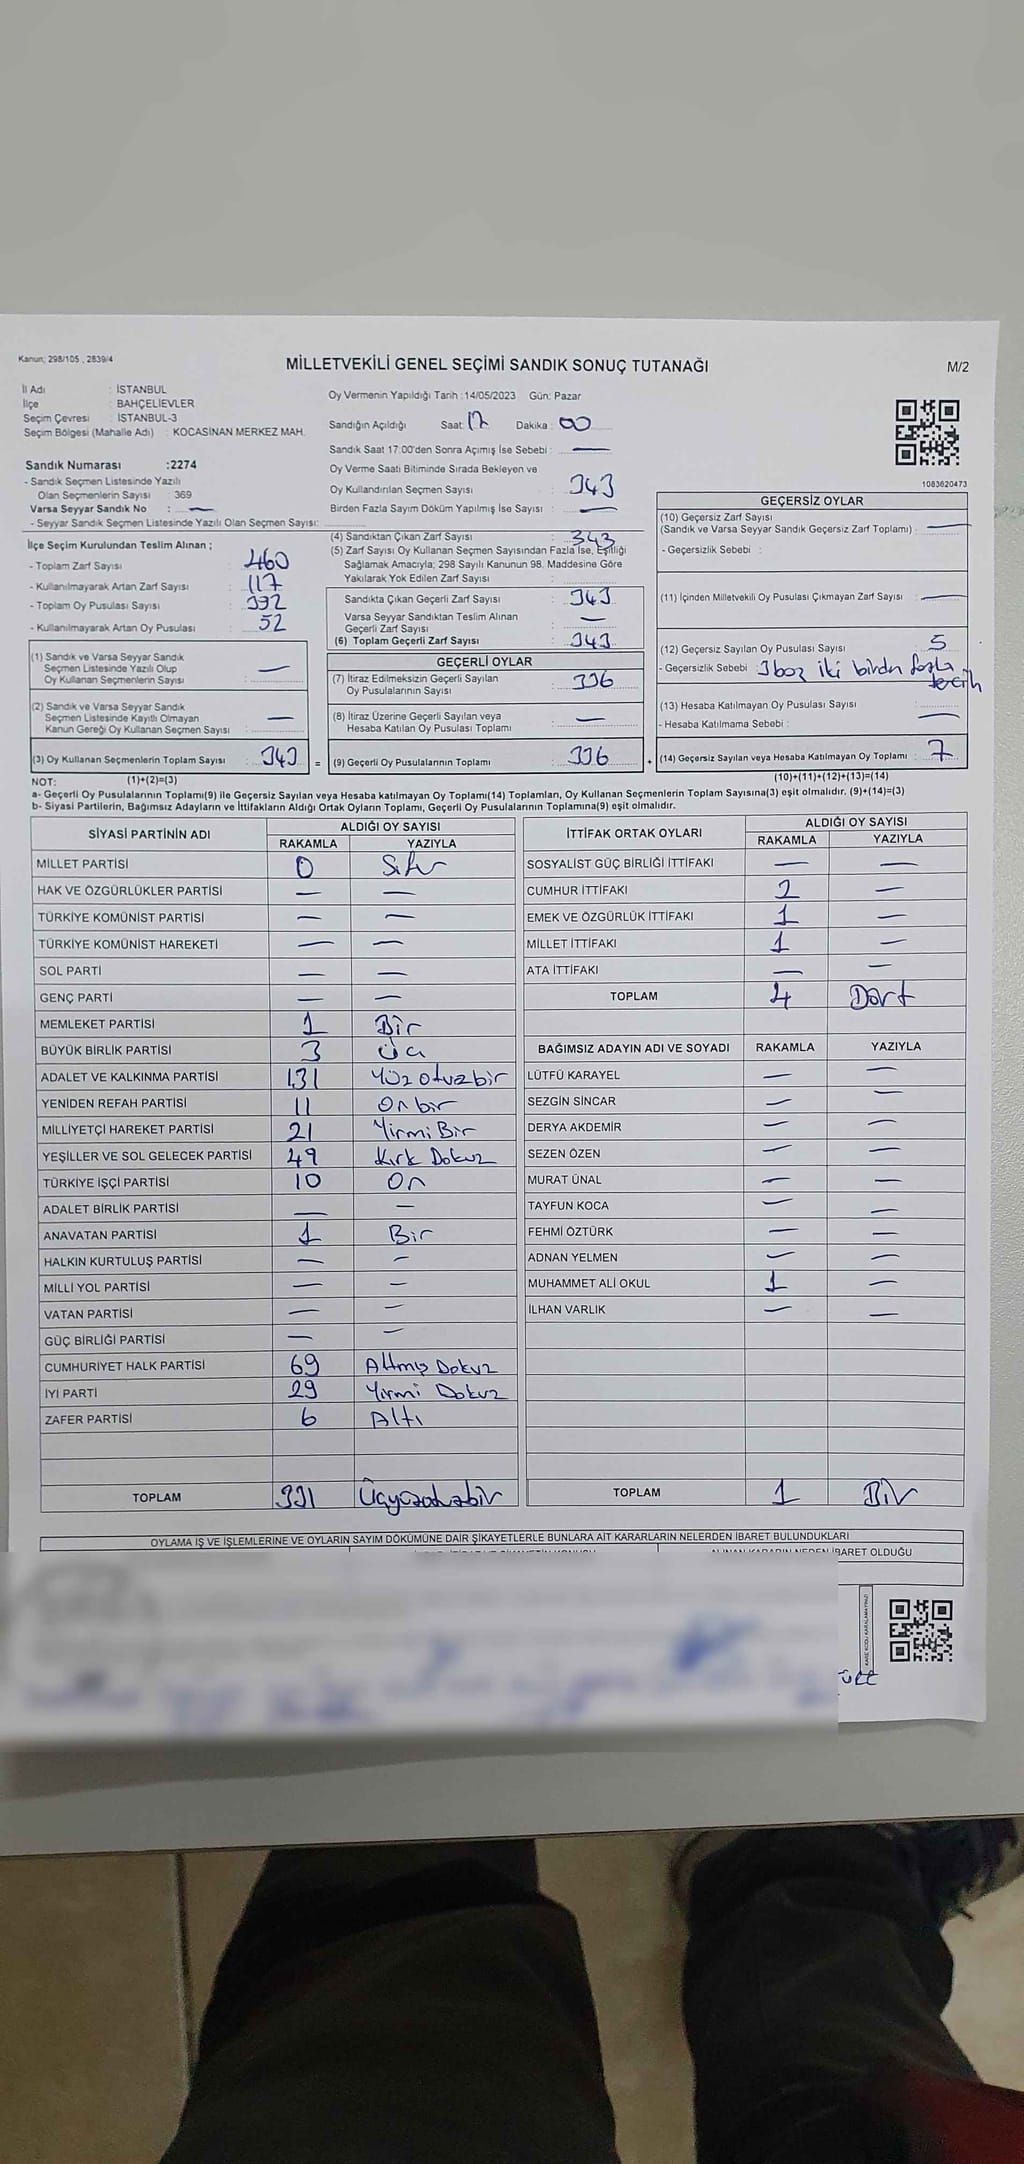 Kanun; 298/105 , 2839/4
MİLLETVEKİLİ GENEL SEÇİMİ SANDIK SONUÇ TUTANAĞI
M/2
İl Adı : İSTANBUL
İlçe : BAHÇELİEVLER
Seçim Çevresi : İSTANBUL-3
Seçim Bölgesi (Mahalle Adı) : KOCASİNAN MERKEZ MAH.
Sandık Numarası :2274
- Sandık Seçmen Listesinde Yazılı
Olan Seçmenlerin Sayısı : 369
Varsa Seyyar Sandık No : —
- Seyyar Sandık Seçmen Listesinde Yazılı Olan Seçmen Sayısı:
İlçe Seçim Kurulundan Teslim Alınan ;
- Toplam Zarf Sayısı : 460
- Kullanılmayarak Artan Zarf Sayısı : 117
- Toplam Oy Pusulası Sayısı : 392
- Kullanılmayarak Artan Oy Pusulası : 52
(1) Sandık ve Varsa Seyyar Sandık
Seçmen Listesinde Yazılı Olup
Oy Kullanan Seçmenlerin Sayısı : —
(2) Sandık ve Varsa Seyyar Sandık
Seçmen Listesinde Kayıtlı Olmayan
Kanun Gereği Oy Kullanan Seçmen Sayısı : —
(3) Oy Kullanan Seçmenlerin Toplam Sayısı : 343 =
Oy Vermenin Yapıldığı Tarih :14/05/2023 Gün: Pazar
Sandığın Açıldığı Saat: 17 Dakika : 00
Sandık Saat 17:00'den Sonra Açımış İse Sebebi : —
Oy Verme Saati Bitiminde Sırada Bekleyen ve
Oy Kullandırılan Seçmen Sayısı : 343
Birden Fazla Sayım Döküm Yapılmış İse Sayısı : —
(4) Sandıktan Çıkan Zarf Sayısı : 343
(5) Zarf Sayısı Oy Kullanan Seçmen Sayısından Fazla İse, Eşitliği
Sağlamak Amacıyla; 298 Sayılı Kanunun 98. Maddesine Göre
Yakılarak Yok Edilen Zarf Sayısı :
Sandıkta Çıkan Geçerli Zarf Sayısı : 343
Varsa Seyyar Sandıktan Teslim Alınan
Geçerli Zarf Sayısı : —
(6) Toplam Geçerli Zarf Sayısı : 343
GEÇERLİ OYLAR
(7) İtiraz Edilmeksizin Geçerli Sayılan
Oy Pusulalarının Sayısı : 336
(8) İtiraz Üzerine Geçerli Sayılan veya
Hesaba Katılan Oy Pusulası Toplamı : —
(9) Geçerli Oy Pusulalarının Toplamı : 336 +
1083620473
GEÇERSİZ OYLAR
(10) Geçersiz Zarf Sayısı
(Sandık ve Varsa Seyyar Sandık Geçersiz Zarf Toplamı) : —
- Geçersizlik Sebebi :
(11) İçinden Milletvekili Oy Pusulası Çıkmayan Zarf Sayısı : —
(12) Geçersiz Sayılan Oy Pusulası Sayısı : 5
- Geçersizlik Sebebi : 3 boş iki birden fazla
tercih
(13) Hesaba Katılmayan Oy Pusulası Sayısı :
- Hesaba Katılmama Sebebi : —
(14) Geçersiz Sayılan veya Hesaba Katılmayan Oy Toplamı : 7
NOT: (1)+(2)=(3)
(10)+(11)+(12)+(13)=(14)
a- Geçerli Oy Pusulalarının Toplamı(9) ile Geçersiz Sayılan veya Hesaba Katılmayan Oy Toplamı(14) Toplamları, Oy Kullanan Seçmenlerin Toplam Sayısına(3) eşit olmalıdır. (9)+(14)=(3)
b- Siyasi Partilerin, Bağımsız Adayların ve İttifakların Aldığı Ortak Oyların Toplamı, Geçerli Oy Pusulalarının Toplamına(9) eşit olmalıdır.
SİYASİ PARTİNİN ADI ALDIĞI OY SAYISI
RAKAMLA YAZIYLA
MİLLET PARTİSİ 0 Sıfır
HAK VE ÖZGÜRLÜKLER PARTİSİ — —
TÜRKİYE KOMÜNİST PARTİSİ — —
TÜRKİYE KOMÜNİST HAREKETİ — —
SOL PARTİ — —
GENÇ PARTİ — —
MEMLEKET PARTİSİ 1 Bir
BÜYÜK BİRLİK PARTİSİ 3 Üç
ADALET VE KALKINMA PARTİSİ 131 Yüz otuz bir
YENİDEN REFAH PARTİSİ 11 On bir
MİLLİYETÇİ HAREKET PARTİSİ 21 Yirmi Bir
YEŞİLLER VE SOL GELECEK PARTİSİ 49 Kırk Dokuz
TÜRKİYE İŞÇİ PARTİSİ 10 On
ADALET BİRLİK PARTİSİ — —
ANAVATAN PARTİSİ 1 Bir
HALKIN KURTULUŞ PARTİSİ — —
MİLLİ YOL PARTİSİ — —
VATAN PARTİSİ — —
GÜÇ BİRLİĞİ PARTİSİ — —
CUMHURİYET HALK PARTİSİ 69 Altmış Dokuz
İYİ PARTİ 29 Yirmi Dokuz
ZAFER PARTİSİ 6 Altı
TOPLAM 331 Üçyüzotuzbir
İTTİFAK ORTAK OYLARI ALDIĞI OY SAYISI
RAKAMLA YAZIYLA
SOSYALİST GÜÇ BİRLİĞİ İTTİFAKI — —
CUMHUR İTTİFAKI 2 —
EMEK VE ÖZGÜRLÜK İTTİFAKI 1 —
MİLLET İTTİFAKI 1 —
ATA İTTİFAKI — —
TOPLAM 4 Dört
BAĞIMSIZ ADAYIN ADI VE SOYADI RAKAMLA YAZIYLA
LÜTFÜ KARAYEL — —
SEZGİN SİNCAR — —
DERYA AKDEMİR — —
SEZEN ÖZEN — —
MURAT ÜNAL — —
TAYFUN KOCA — —
FEHMİ ÖZTÜRK — —
ADNAN YELMEN — —
MUHAMMET ALİ OKUL 1 —
İLHAN VARLIK — —
TOPLAM 1 Bir
OYLAMA İŞ VE İŞLEMLERİNE VE OYLARIN SAYIM DÖKÜMÜNE DAİR ŞİKAYETLERLE BUNLARA AİT KARARLARIN NELERDEN İBARET BULUNDUKLARI
ALINAN KARARIN NEDEN İBARET OLDUĞU
KARE KODU KARALAMAYINIZ!